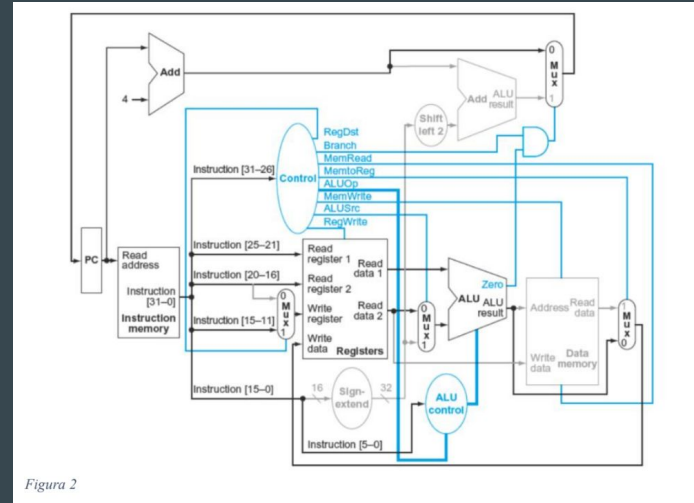 Add
4
0
M
u
x
1
Add
ALU
result
Shift
left 2
RegDst
Branch
MemRead
MemtoReg
ALUOp
MemWrite
ALUSrc
RegWrite
Control
Instruction [31–26]
Instruction [25–21]
Instruction [20–16]
Instruction [15–11]
Instruction [15–0]
Instruction [5–0]
PC
Read
address
Instruction
[31–0]
Instruction
memory
0
M
u
x
1
Read
register 1
Read
register 2
Write
register
Write
data
Read
data 1
Read
data 2
Registers
16
Sign-
extend
32
0
M
u
x
1
Zero
ALU
ALU
result
ALU
control
Address
Read
data
Write
data
Data
memory
1
M
u
x
0
Figura 2